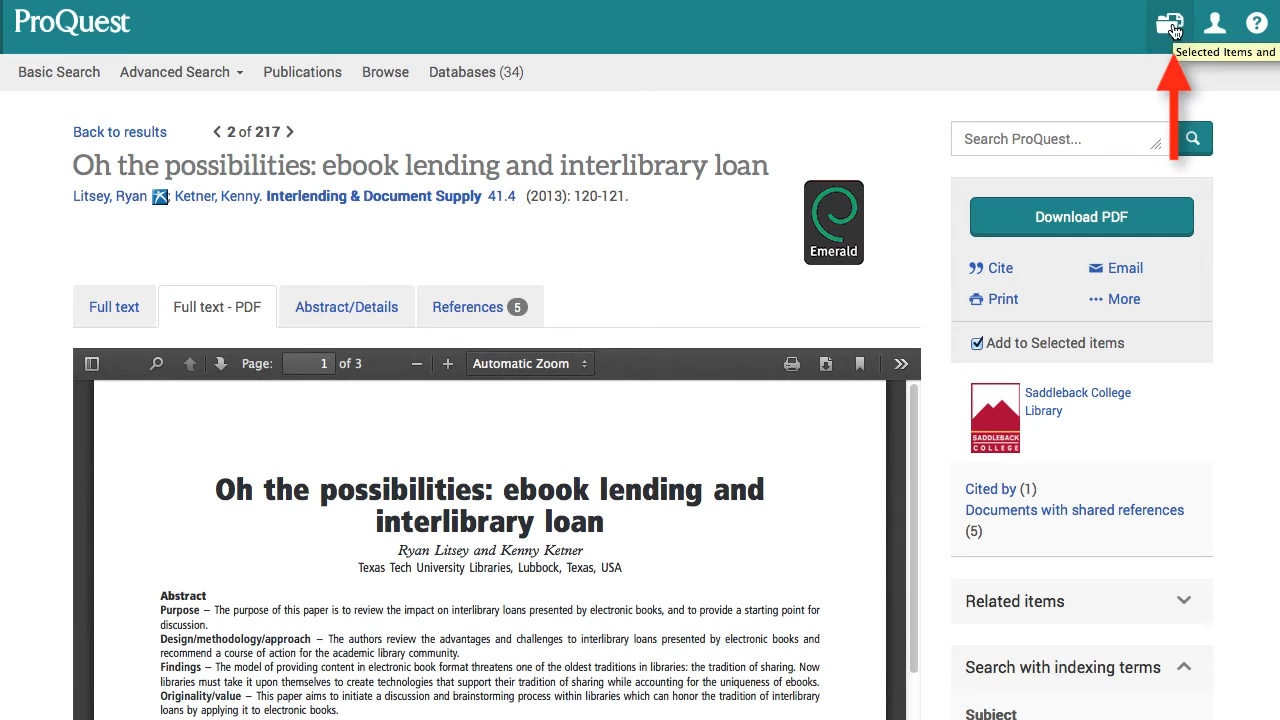 ProQuest
Selected Items and
Basic Search Advanced Search Publications Browse Databases (34)
Back to results 2 of 217
Search ProQuest...
Oh the possibilities: ebook lending and interlibrary loan
Litsey, Ryan; Ketner, Kenny. Interlending & Document Supply 41.4 (2013): 120-121.
Emerald
Download PDF
Cite Email
Print More
Add to Selected items
Full text Full text - PDF Abstract/Details References 5
Page: 1 of 3 Automatic Zoom
Saddleback College
Library
SADDLEBACK
COLLEGE
Cited by (1)
Documents with shared references
(5)
Related items
Search with indexing terms
Subject
Oh the possibilities: ebook lending and
interlibrary loan
Ryan Litsey and Kenny Ketner
Texas Tech University Libraries, Lubbock, Texas, USA
Abstract
Purpose – The purpose of this paper is to review the impact on interlibrary loans presented by electronic books, and to provide a starting point for
discussion.
Design/methodology/approach – The authors review the advantages and challenges to interlibrary loans presented by electronic books and
recommend a course of action for the academic library community.
Findings – The model of providing content in electronic book format threatens one of the oldest traditions in libraries: the tradition of sharing. Now
libraries must take it upon themselves to create technologies that support their tradition of sharing while accounting for the uniqueness of ebooks.
Originality/value – This paper aims to initiate a discussion and brainstorming process within libraries which can honor the tradition of interlibrary
loans by applying it to electronic books.